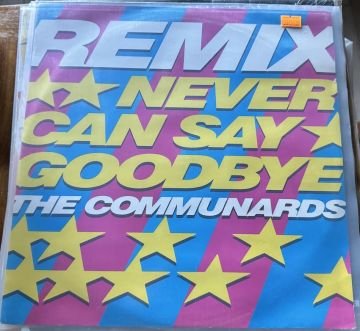 REMIX
NEVER
CAN SAY
GOODBYE
THE COMMUNARDS